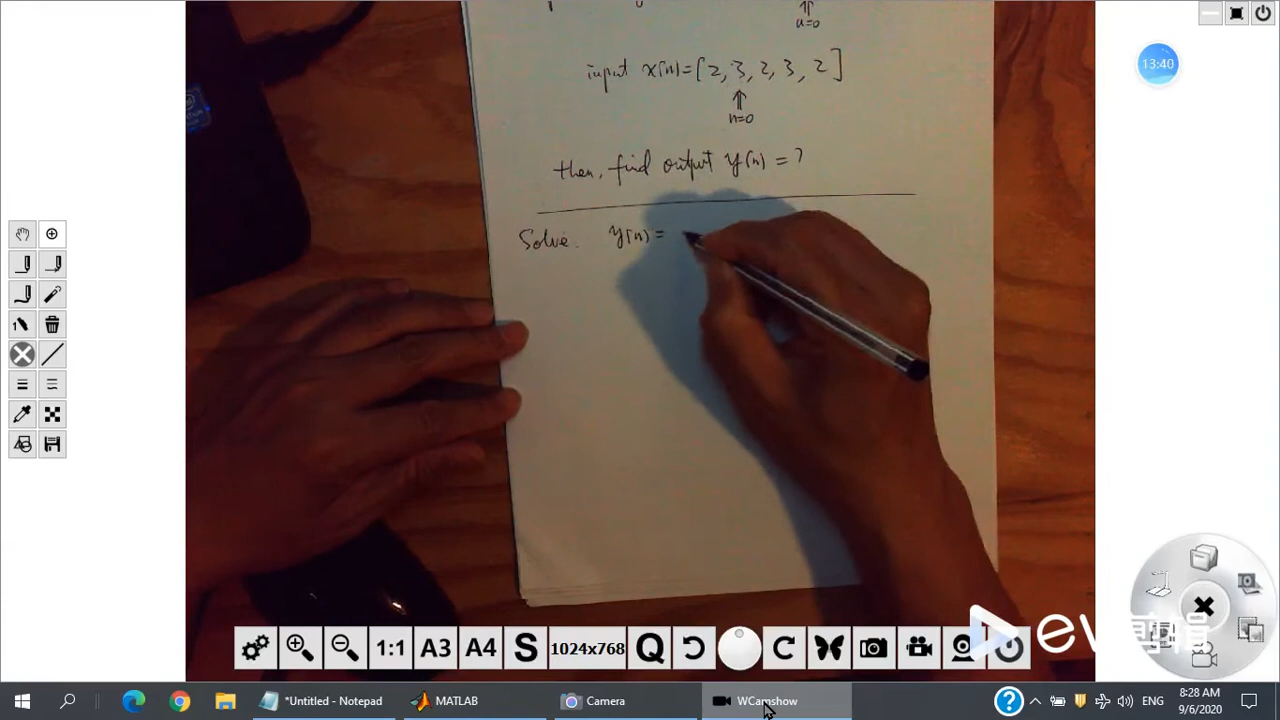 n=0
13:40
input x[n]=[2, 3, 2, 3, 2]
n=0
then, find output y(n) = ?
Solve. y[n]=
1:1 A3 A4 S 1024x768 Q
*Untitled - Notepad MATLAB Camera WCamshow ENG 8:28 AM
9/6/2020